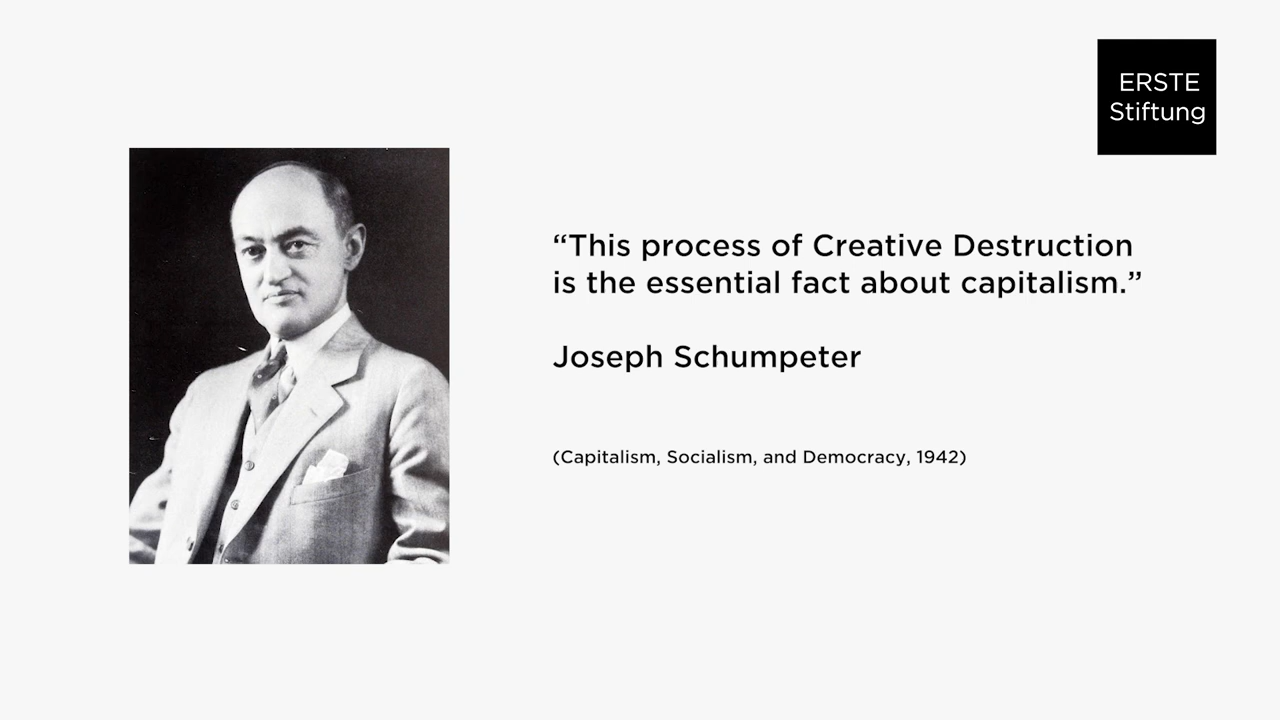 ERSTE
Stiftung
“This process of Creative Destruction
is the essential fact about capitalism.”
Joseph Schumpeter
(Capitalism, Socialism, and Democracy, 1942)